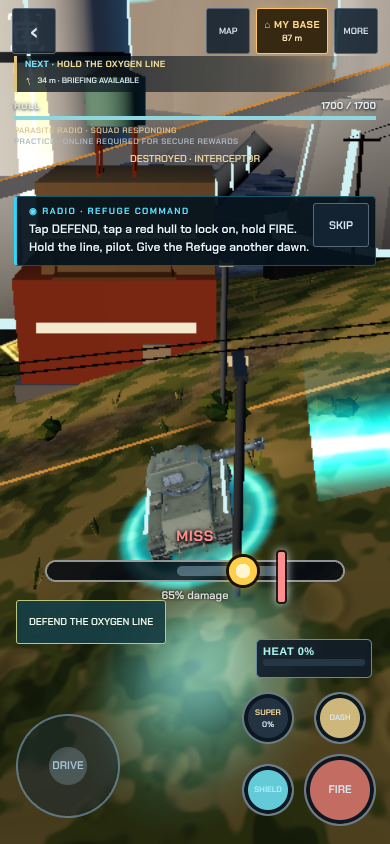 MAP
⌂ MY BASE
87 m
MORE
NEXT · HOLD THE OXYGEN LINE
34 m · BRIEFING AVAILABLE
HULL
1700 / 1700
PARASITE RADIO · SQUAD RESPONDING
PRACTICE · ONLINE REQUIRED FOR SECURE REWARDS
DESTROYED · INTERCEPTOR
◉ RADIO · REFUGE COMMAND
Tap DEFEND, tap a red hull to lock on, hold FIRE.
Hold the line, pilot. Give the Refuge another dawn.
SKIP
MISS
65% damage
DEFEND THE OXYGEN LINE
HEAT 0%
SUPER
0%
DASH
DRIVE
SHIELD
FIRE